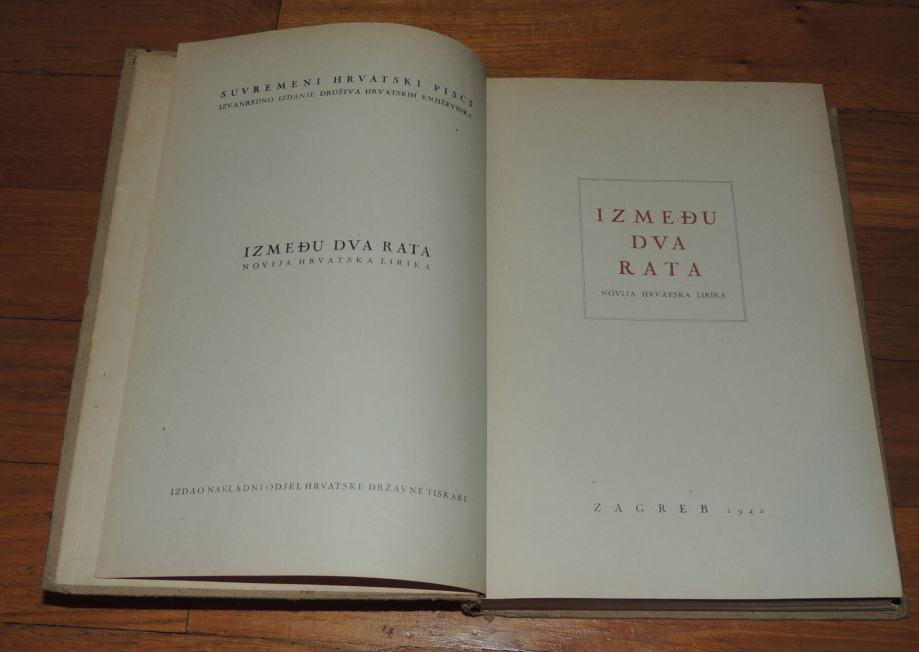 SUVREMENI HRVATSKI PISCI
IZVANREDNO IZDANJE DRUŠTVA HRVATSKIH KNJIŽEVNIKA
IZMEĐU DVA RATA
NOVIJA HRVATSKA LIRIKA
IZDAO NAKLADNI ODJEL HRVATSKE DRŽAVNE TISKARE
IZMEĐU
DVA
RATA
NOVIJA HRVATSKA LIRIKA
ZAGREB 1942